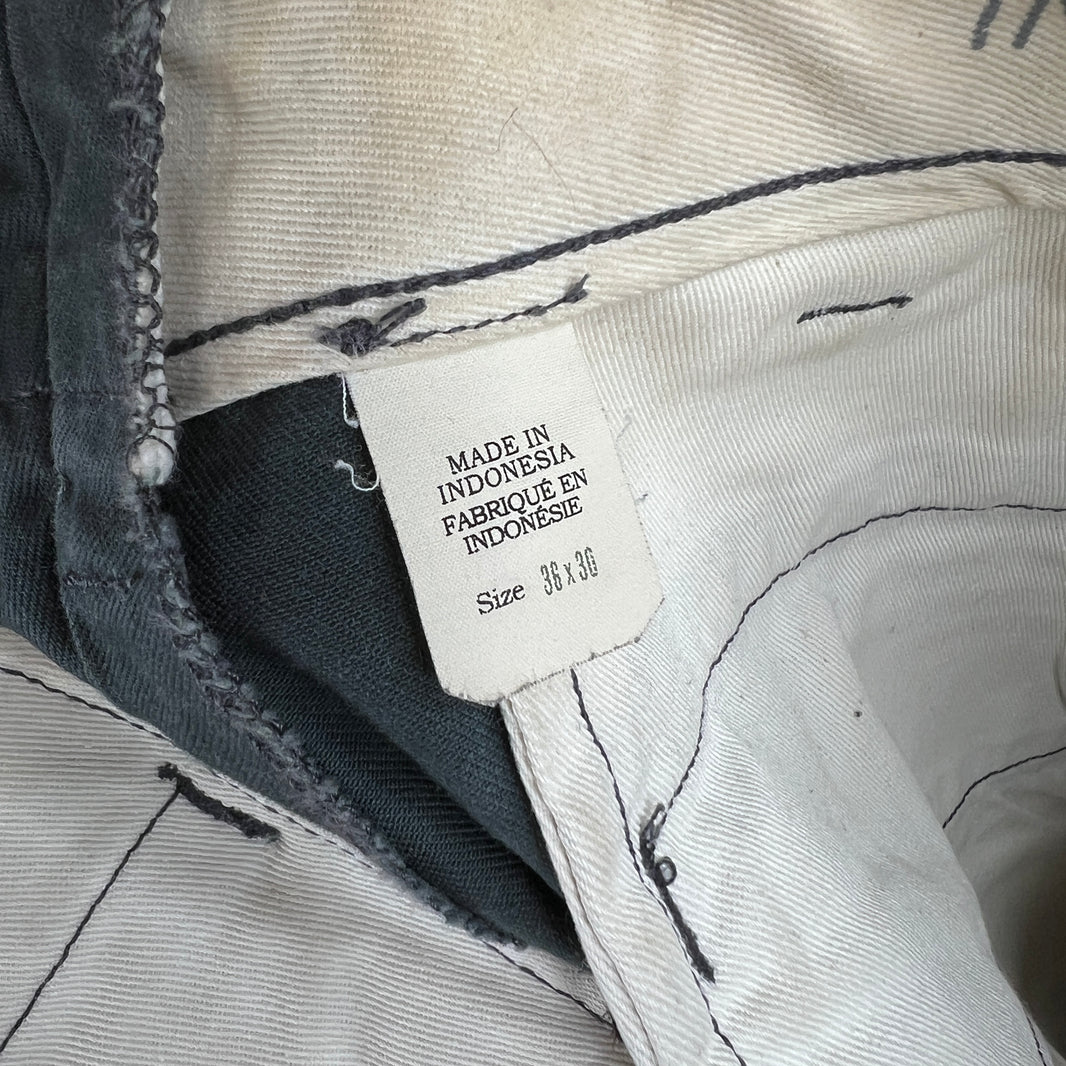 MADE IN
INDONESIA
FABRIQUÉ EN
INDONÉSIE
Size 36 x 30